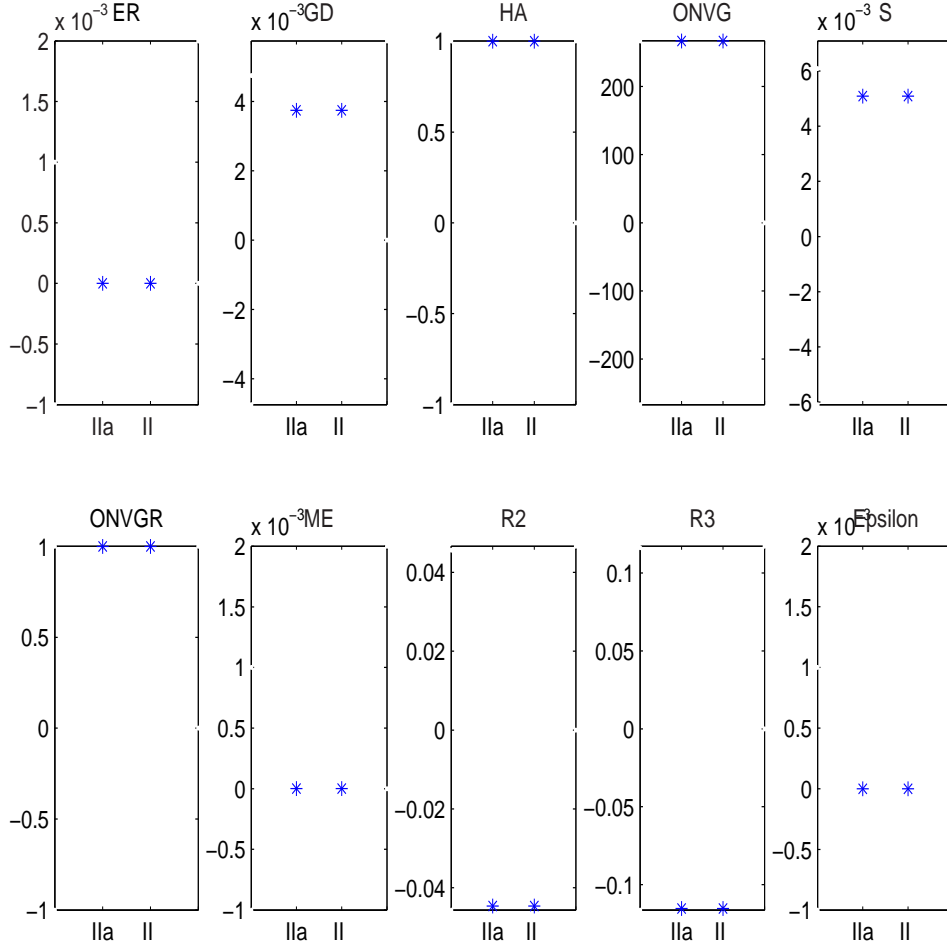 x 10−3 ER
2
1.5
1
0.5
0
−0.5
−1
IIa II
x 10−3 GD
4
2
0
−2
−4
IIa II
HA
1
0.5
0
−0.5
−1
IIa II
ONVG
200
100
0
−100
−200
IIa II
x 10−3 S
6
4
2
0
−2
−4
−6
IIa II
ONVGR
1
0.5
0
−0.5
−1
IIa II
x 10−3 ME
2
1.5
1
0.5
0
−0.5
−1
IIa II
R2
0.04
0.02
0
−0.02
−0.04
IIa II
R3
0.1
0.05
0
−0.05
−0.1
IIa II
x 10−3 Epsilon
2
1.5
1
0.5
0
−0.5
−1
IIa II